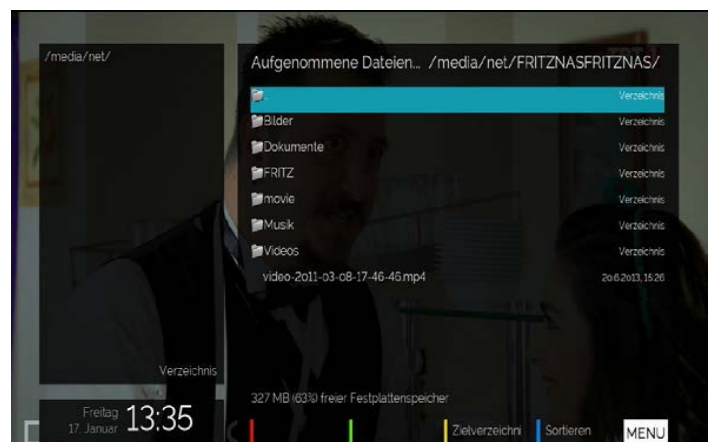 /media/net/
Verzeichnis
Freitag
17. Januar
13:35
Aufgenommene Dateien... /media/net/FRITZNASFRITZNAS/
.. Verzeichnis
Bilder Verzeichnis
Dokumente Verzeichnis
FRITZ Verzeichnis
movie Verzeichnis
Musik Verzeichnis
Videos Verzeichnis
video-2011-03-08-17-46-46.mp4 20.6.2013, 15:26
327 MB (63%) freier Festplattenspeicher
Zielverzeichni Sortieren MENU